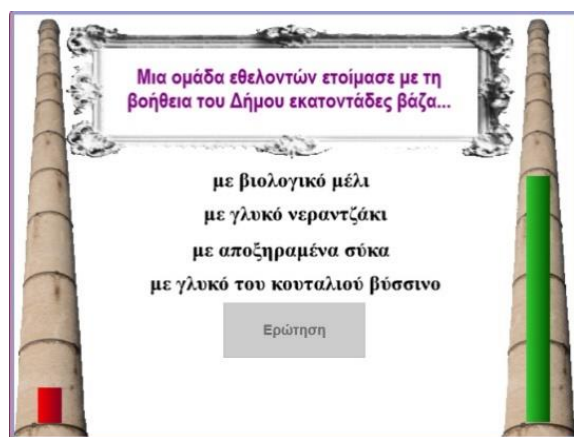 Μια ομάδα εθελοντών ετοίμασε με τη
βοήθεια του Δήμου εκατοντάδες βάζα...
με βιολογικό μέλι
με γλυκό νεραντζάκι
με αποξηραμένα σύκα
με γλυκό του κουταλιού βύσσινο
Ερώτηση